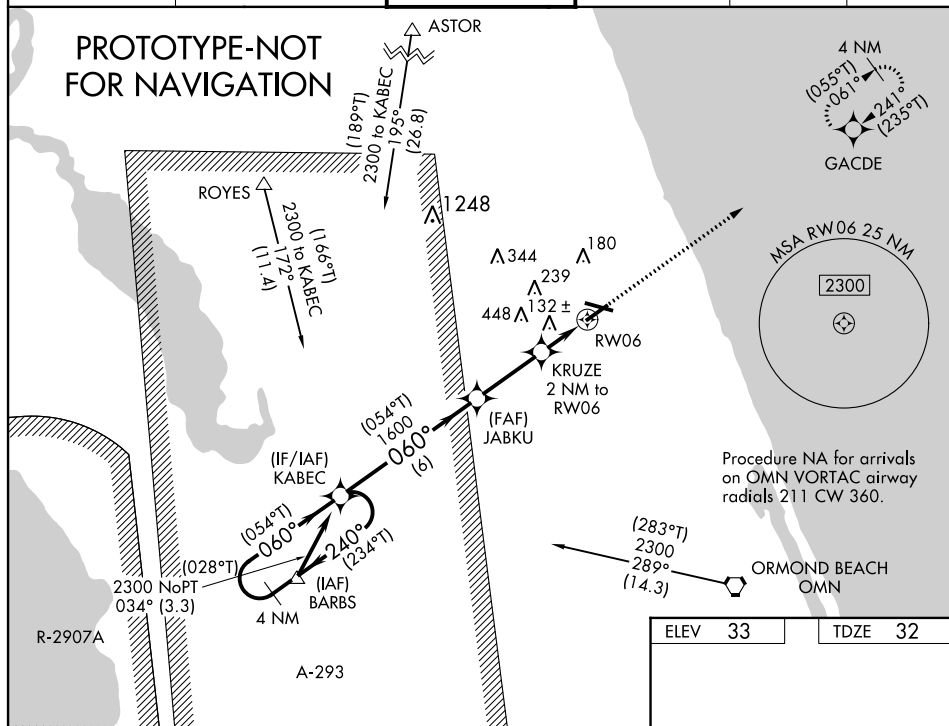 PROTOTYPE-NOT
FOR NAVIGATION
ASTOR
(189°T)
2300 to KABEC
195°
(26.8)
4 NM
(055°T)
061°
241°
(235°T)
GACDE
ROYES
(166°T)
2300 to KABEC
172°
(11.4)
1248
344
180
239
448
132 ±
RW06
MSA RW06 25 NM
2300
KRUZE
2 NM to
RW06
(FAF)
JABKU
(054°T)
1600
060°
(6)
(IF/IAF)
KABEC
Procedure NA for arrivals
on OMN VORTAC airway
radials 211 CW 360.
(054°T)
060°
240°
(234°T)
(028°T)
2300 NoPT
034° (3.3)
4 NM
(IAF)
BARBS
(283°T)
2300
289°
(14.3)
ORMOND BEACH
OMN
R-2907A
A-293
ELEV 33
TDZE 32